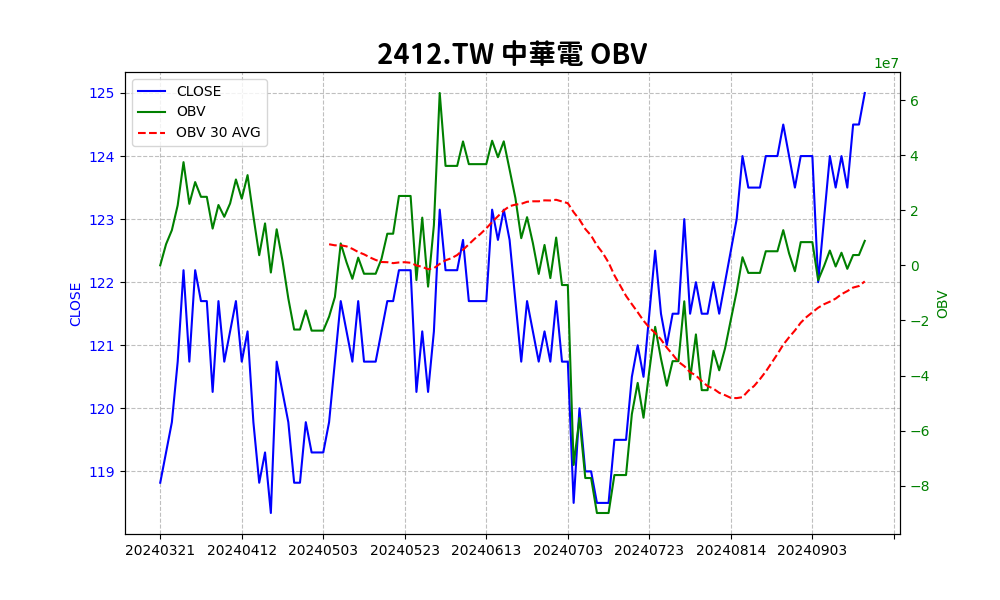 2412.TW 中華電 OBV
1e7
CLOSE
OBV
OBV 30 AVG
125
124
123
122
121
120
119
CLOSE
6
4
2
0
−2
−4
−6
−8
OBV
20240321 20240412 20240503 20240523 20240613 20240703 20240723 20240814 20240903